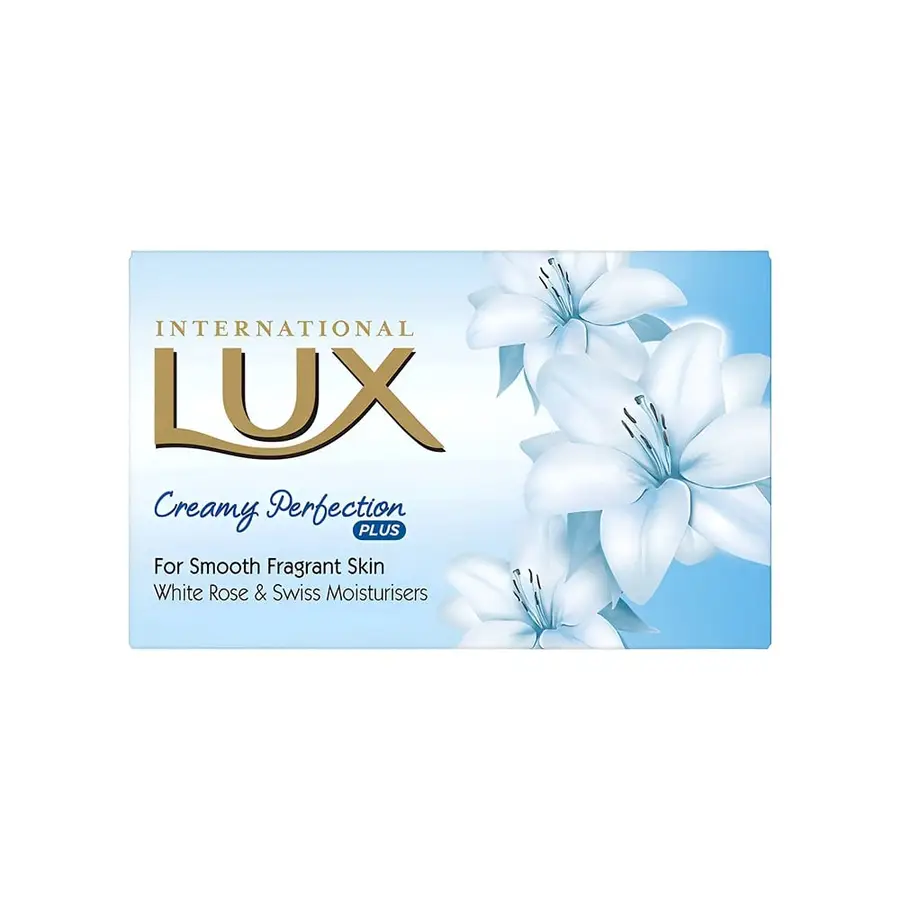 INTERNATIONAL
LUX
Creamy Perfection
PLUS
For Smooth Fragrant Skin
White Rose & Swiss Moisturisers